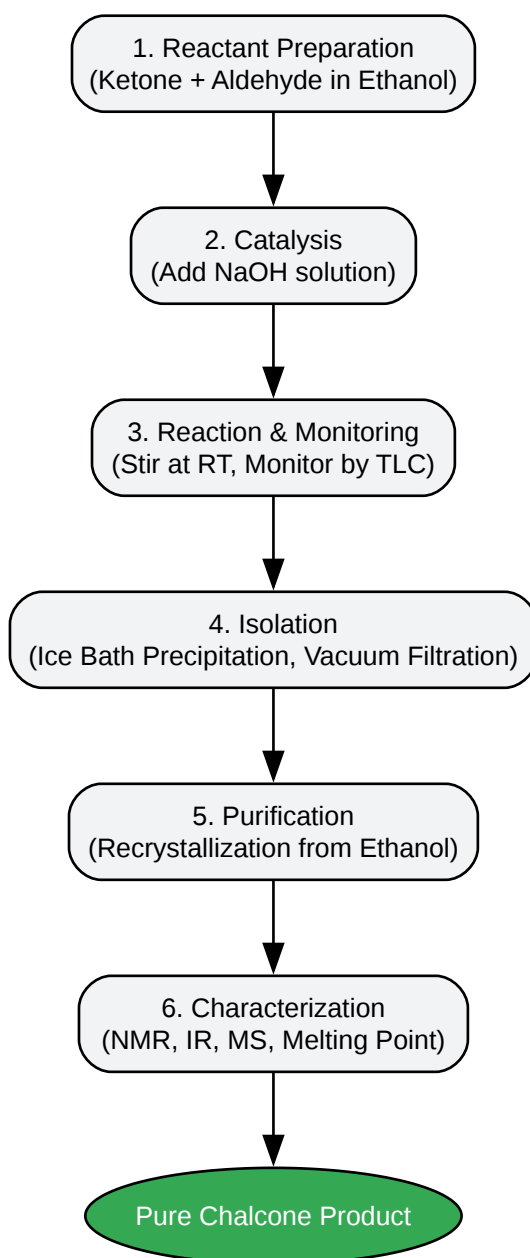 1. Reactant Preparation
(Ketone + Aldehyde in Ethanol)
2. Catalysis
(Add NaOH solution)
3. Reaction & Monitoring
(Stir at RT, Monitor by TLC)
4. Isolation
(Ice Bath Precipitation, Vacuum Filtration)
5. Purification
(Recrystallization from Ethanol)
6. Characterization
(NMR, IR, MS, Melting Point)
Pure Chalcone Product